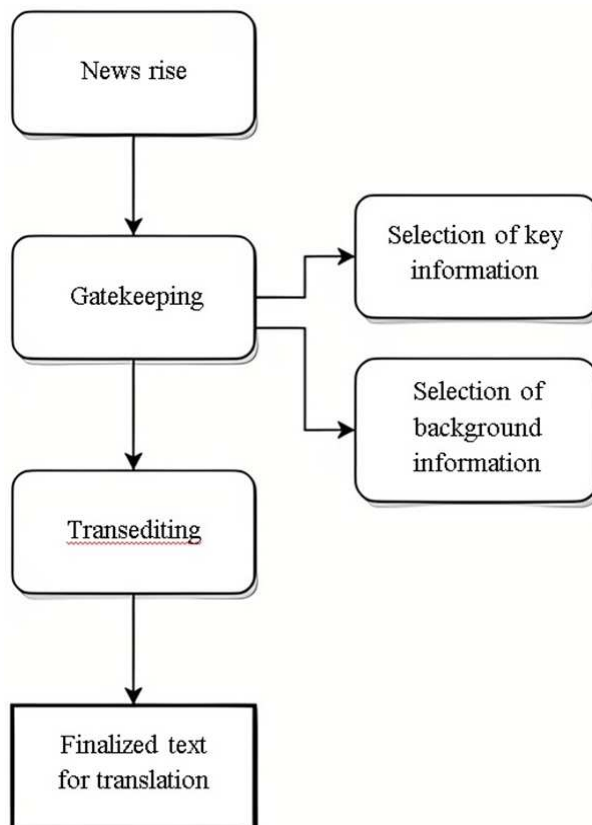 News rise
Gatekeeping
Selection of key
information
Selection of
background
information
Transediting
Finalized text
for translation